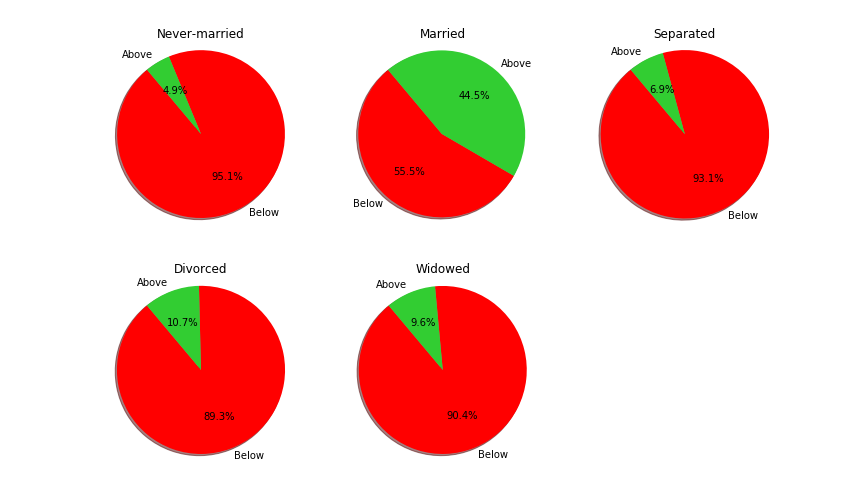 Never-married
Above
4.9%
95.1%
Below
Married
Above
44.5%
55.5%
Below
Separated
Above
6.9%
93.1%
Below
Divorced
Above
10.7%
89.3%
Below
Widowed
Above
9.6%
90.4%
Below